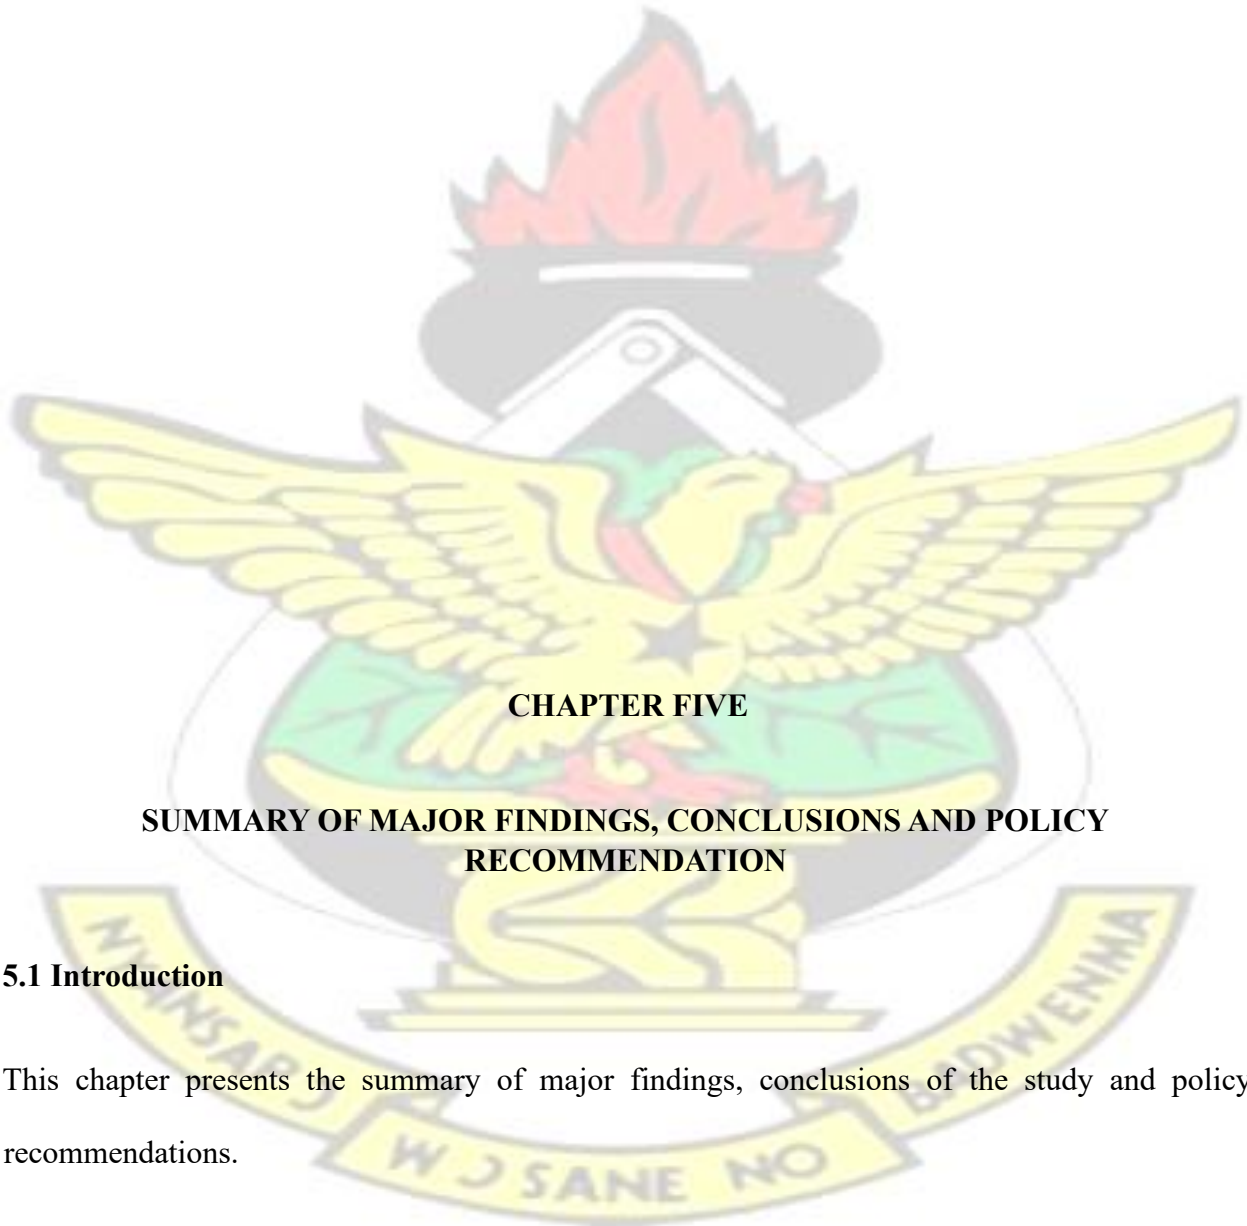 CHAPTER FIVE
SUMMARY OF MAJOR FINDINGS, CONCLUSIONS AND POLICY
RECOMMENDATION
5.1 Introduction
This chapter presents the summary of major findings, conclusions of the study and policy
recommendations.
W Ɔ SANE NO
BADWENMA